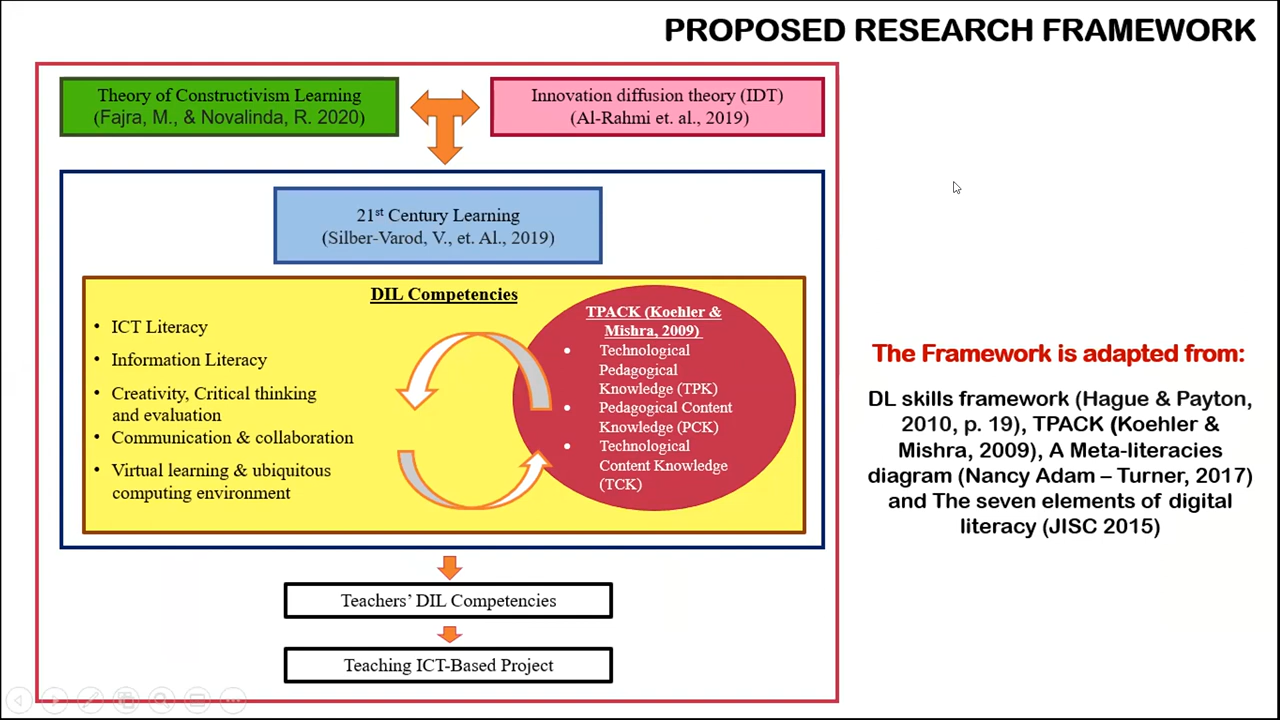 PROPOSED RESEARCH FRAMEWORK
Theory of Constructivism Learning
(Fajra, M., & Novalinda, R. 2020)
Innovation diffusion theory (IDT)
(Al-Rahmi et. al., 2019)
21st Century Learning
(Silber-Varod, V., et. Al., 2019)
DIL Competencies
• ICT Literacy
• Information Literacy
• Creativity, Critical thinking
and evaluation
• Communication & collaboration
• Virtual learning & ubiquitous
computing environment
TPACK (Koehler &
Mishra, 2009)
• Technological
Pedagogical
Knowledge (TPK)
• Pedagogical Content
Knowledge (PCK)
• Technological
Content Knowledge
(TCK)
Teachers’ DIL Competencies
Teaching ICT-Based Project
The Framework is adapted from:
DL skills framework (Hague & Payton,
2010, p. 19), TPACK (Koehler &
Mishra, 2009), A Meta-literacies
diagram (Nancy Adam – Turner, 2017)
and The seven elements of digital
literacy (JISC 2015)